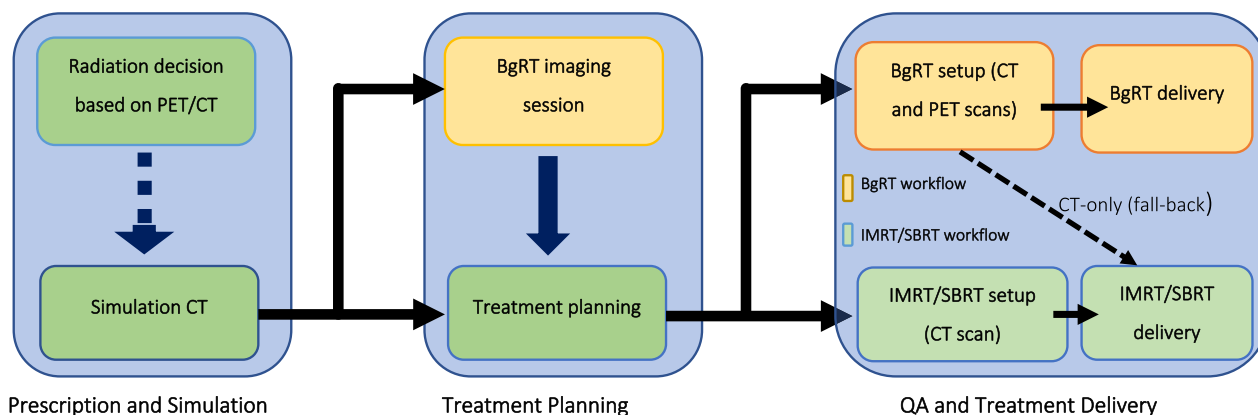 Radiation decision
based on PET/CT
Simulation CT
Prescription and Simulation
BgRT imaging
session
Treatment planning
Treatment Planning
BgRT setup (CT
and PET scans)
BgRT delivery
BgRT workflow
CT-only (fall-back)
IMRT/SBRT workflow
IMRT/SBRT setup
(CT scan)
IMRT/SBRT
delivery
QA and Treatment Delivery